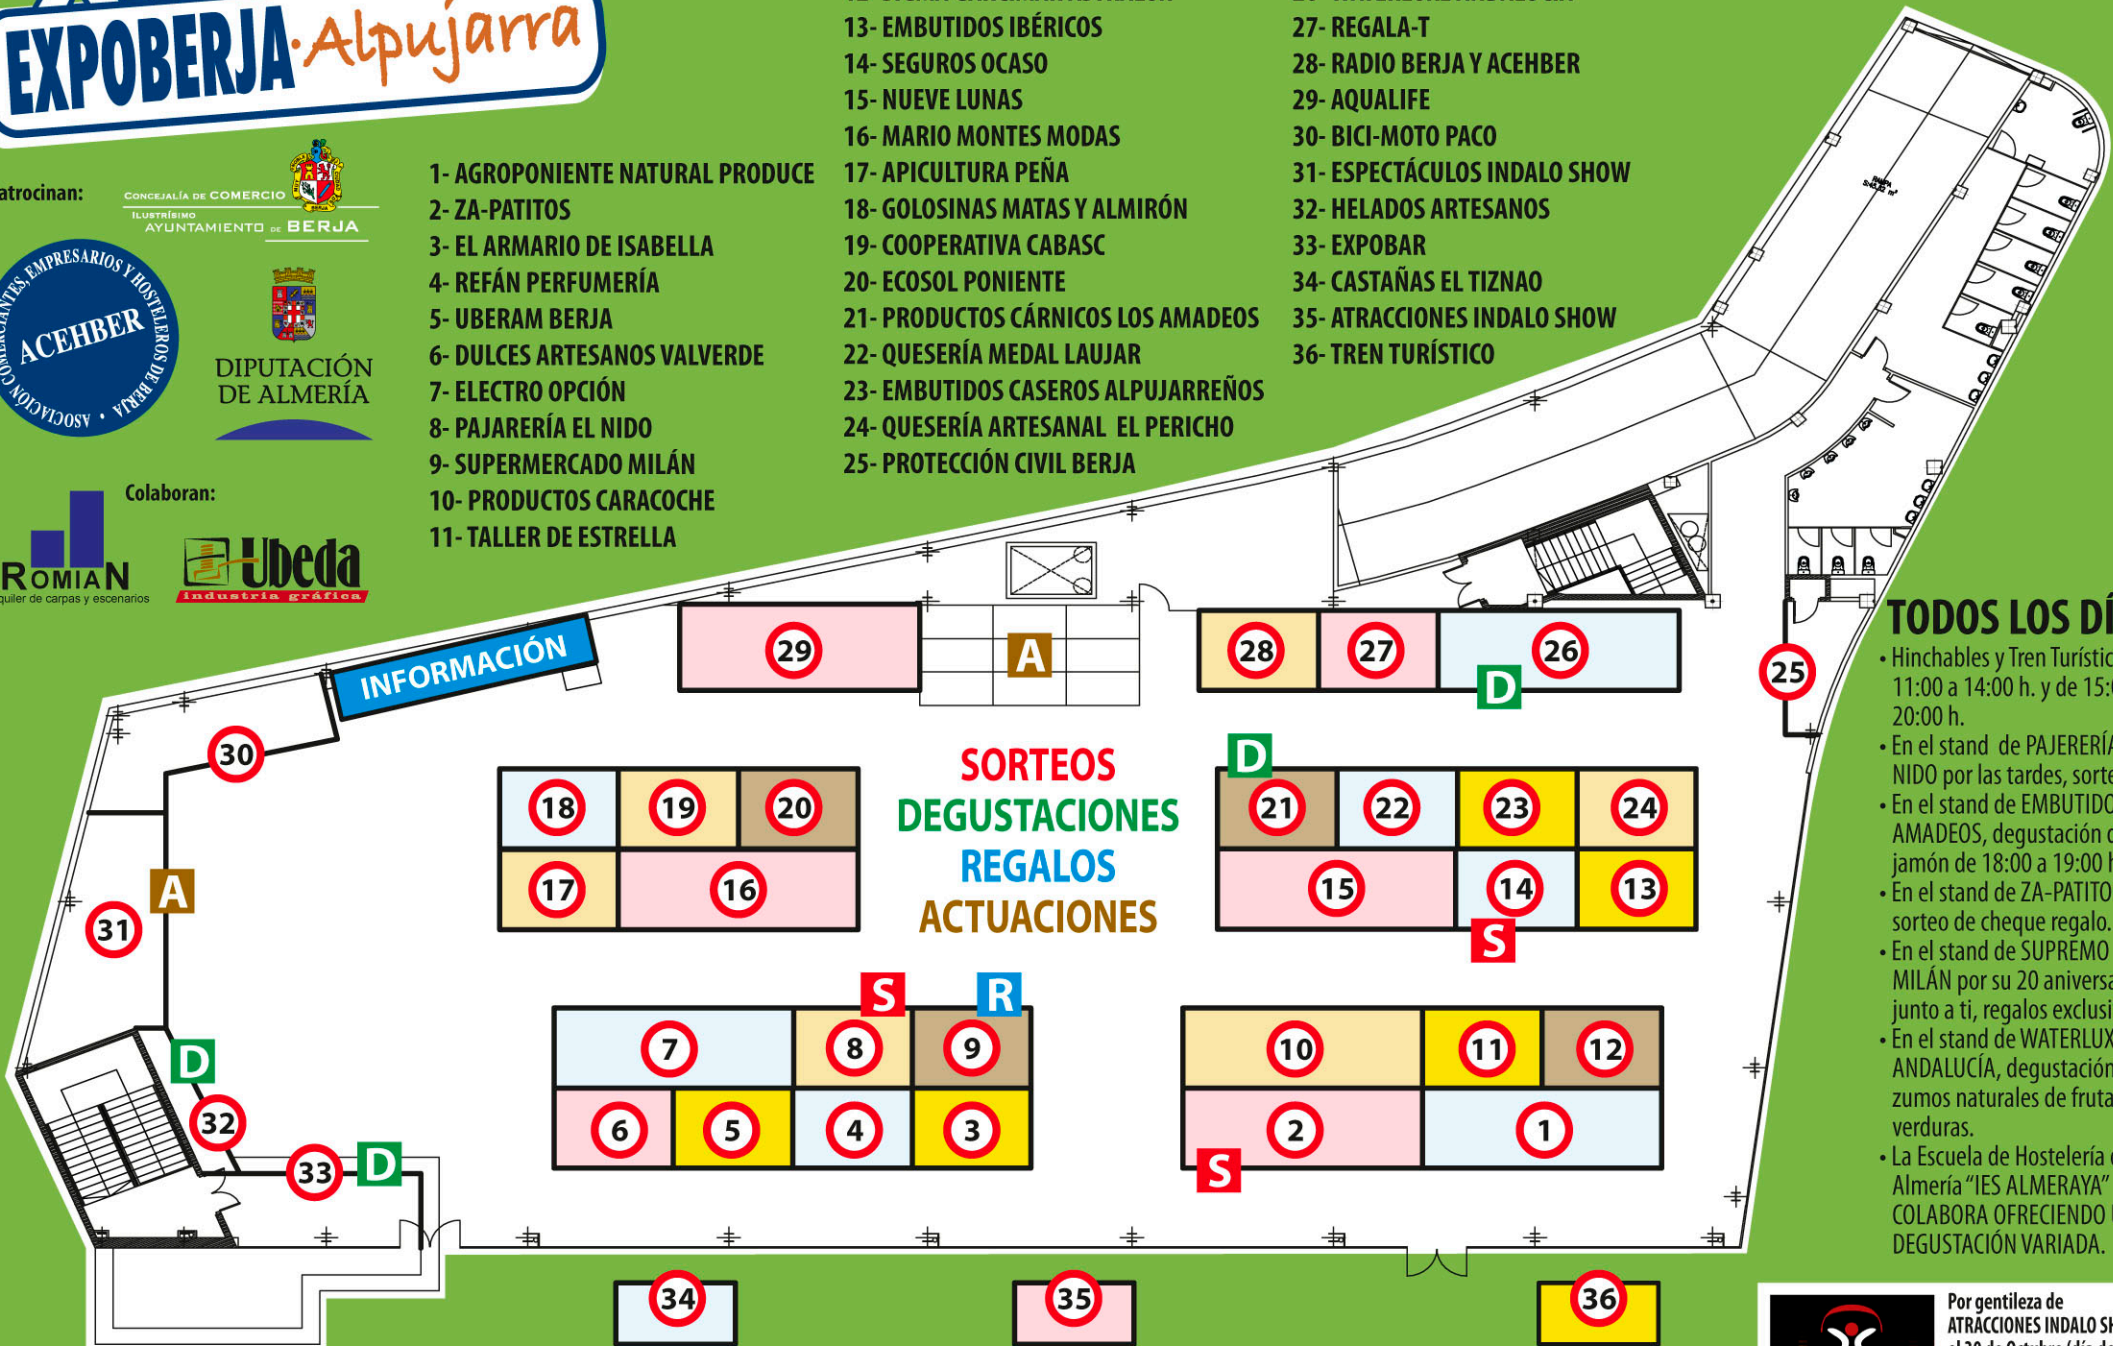 EXPOBERJA·Alpujarra
CONCEJALÍA DE COMERCIO
ILUSTRÍSIMO
AYUNTAMIENTO DE BERJA
BERJA
EMPRESARIOS Y HOSTELEROS DE BERJA • ASOCIACIÓN
ACEHBER
DIPUTACIÓN
DE ALMERÍA
Colaboran:
ROMIAN
de carpas y escenarios
Ubeda
industria gráfica
1- AGROPONIENTE NATURAL PRODUCE
2- ZA-PATITOS
3- EL ARMARIO DE ISABELLA
4- REFÁN PERFUMERÍA
5- UBERAM BERJA
6- DULCES ARTESANOS VALVERDE
7- ELECTRO OPCIÓN
8- PAJARERÍA EL NIDO
9- SUPERMERCADO MILÁN
10- PRODUCTOS CARACOCHE
11- TALLER DE ESTRELLA
13- EMBUTIDOS IBÉRICOS
14- SEGUROS OCASO
15- NUEVE LUNAS
16- MARIO MONTES MODAS
17- APICULTURA PEÑA
18- GOLOSINAS MATAS Y ALMIRÓN
19- COOPERATIVA CABASC
20- ECOSOL PONIENTE
21- PRODUCTOS CÁRNICOS LOS AMADEOS
22- QUESERÍA MEDAL LAUJAR
23- EMBUTIDOS CASEROS ALPUJARREÑOS
24- QUESERÍA ARTESANAL EL PERICHO
25- PROTECCIÓN CIVIL BERJA
27- REGALA-T
28- RADIO BERJA Y ACEHBER
29- AQUALIFE
30- BICI-MOTO PACO
31- ESPECTÁCULOS INDALO SHOW
32- HELADOS ARTESANOS
33- EXPOBAR
34- CASTAÑAS EL TIZNAO
35- ATRACCIONES INDALO SHOW
36- TREN TURÍSTICO
INFORMACIÓN
29
A
28
27
26
D
25
30
18
19
20
17
16
SORTEOS
DEGUSTACIONES
REGALOS
ACTUACIONES
D
21
22
23
24
15
14
13
S
A
31
S
R
7
8
9
6
5
4
3
10
11
12
2
1
S
D
32
33
D
34
35
36
TODOS LOS
• Hinchables y Tren
11:00 a 14:00 h. y de
20:00 h.
• En el stand de PAJERERÍA
NIDO por las tardes,
• En el stand de
AMADEOS, degustación
jamón de 18:00 a 19:00
• En el stand de
sorteo de cheque regalo.
• En el stand de SUPREMO
MILÁN por su 20
junto a ti, regalos
• En el stand de
ANDALUCÍA, degustación
zumos naturales de
verduras.
• La Escuela de Hostelería
Almería “IES ALMERAYA”
COLABORA OFRECIENDO
DEGUSTACIÓN VARIADA.
Por gentileza de
ATRACCIONES INDALO